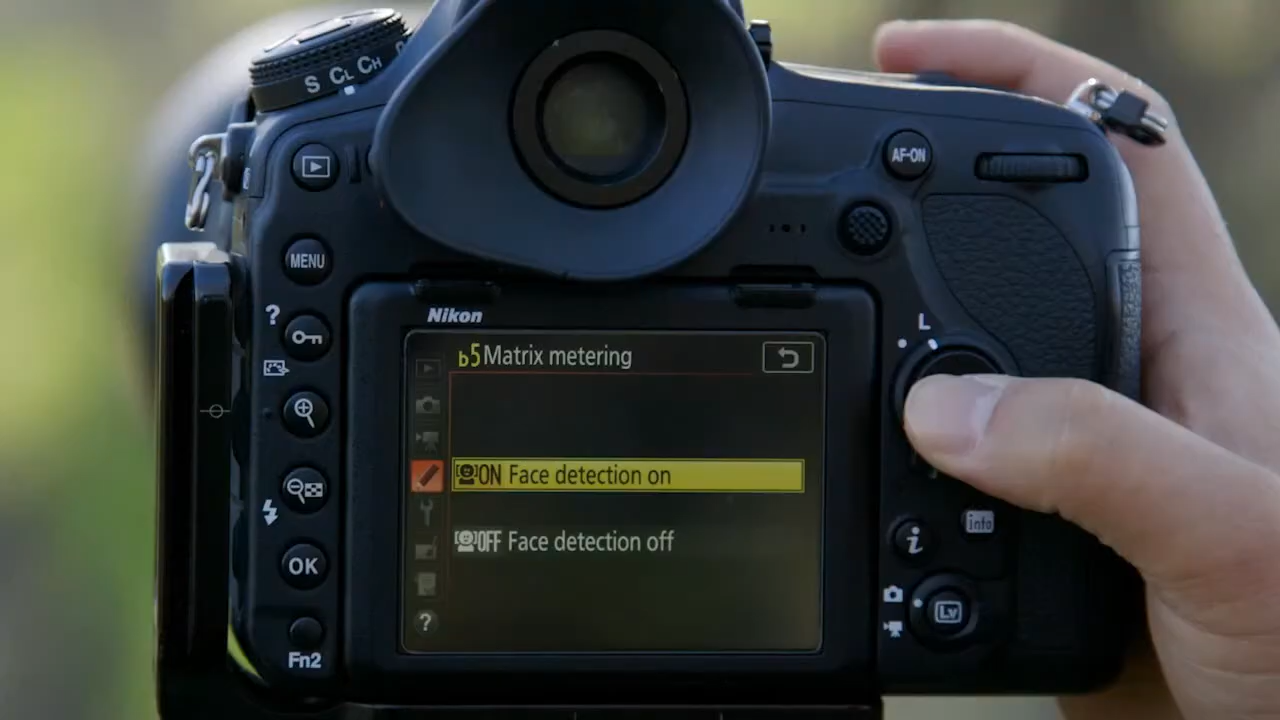 S CL CH
AF-ON
MENU
?
L
Nikon
b5 Matrix metering
ON Face detection on
OFF Face detection off
?
info
i
OK
Lv
Fn2